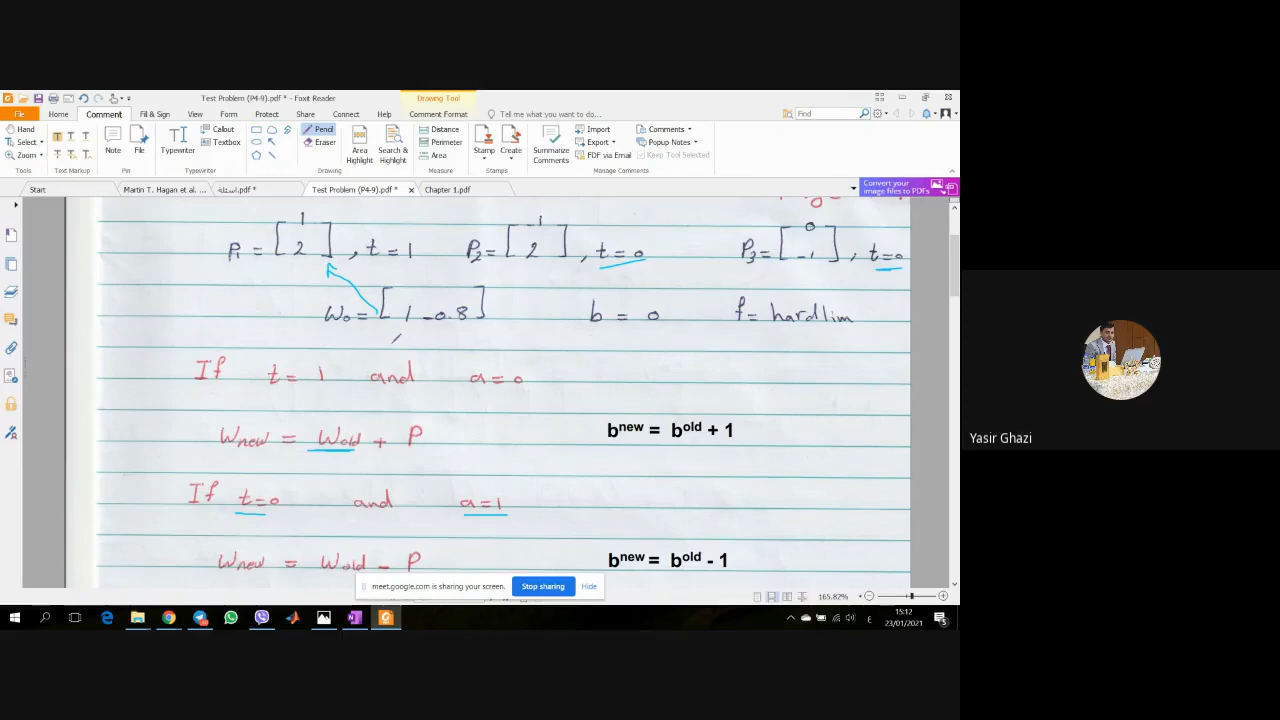 Test Problem (P4-9).pdf * - Foxit Reader
Drawing Tool
File Home Comment Fill & Sign View Form Protect Share Connect Help Comment Format Tell me what you want to do... Find
Hand
Select
Zoom
Tools
T T T
T T T
Text Markup
Note
File
Pin
Typewriter
Callout
Textbox
Typewriter
Pencil
Eraser
Drawing
Area Highlight
Search & Highlight
Distance
Perimeter
Area
Measure
Stamp
Create
Stamps
Summarize Comments
Import
Export
FDF via Email
Comments
Popup Notes
Keep Tool Selected
Manage Comments
Start
Martin T. Hagan et al. ...
اسئلة.pdf *
Test Problem (P4-9).pdf *
Chapter 1.pdf
Convert your image files to PDFs
P1 = [1 2], t = 1 P2 = [1 2], t=0 P3 = [0 -1], t=0
W0 = [1 -0.8] b = 0 f = hardlim
If t = 1 and a = 0
Wnew = Wold + P bnew = bold + 1
If t=0 and a=1
Wnew = Wold - P bnew = bold - 1
meet.google.com is sharing your screen. Stop sharing Hide
165.82%
15:12
23/01/2021
5
Yasir Ghazi